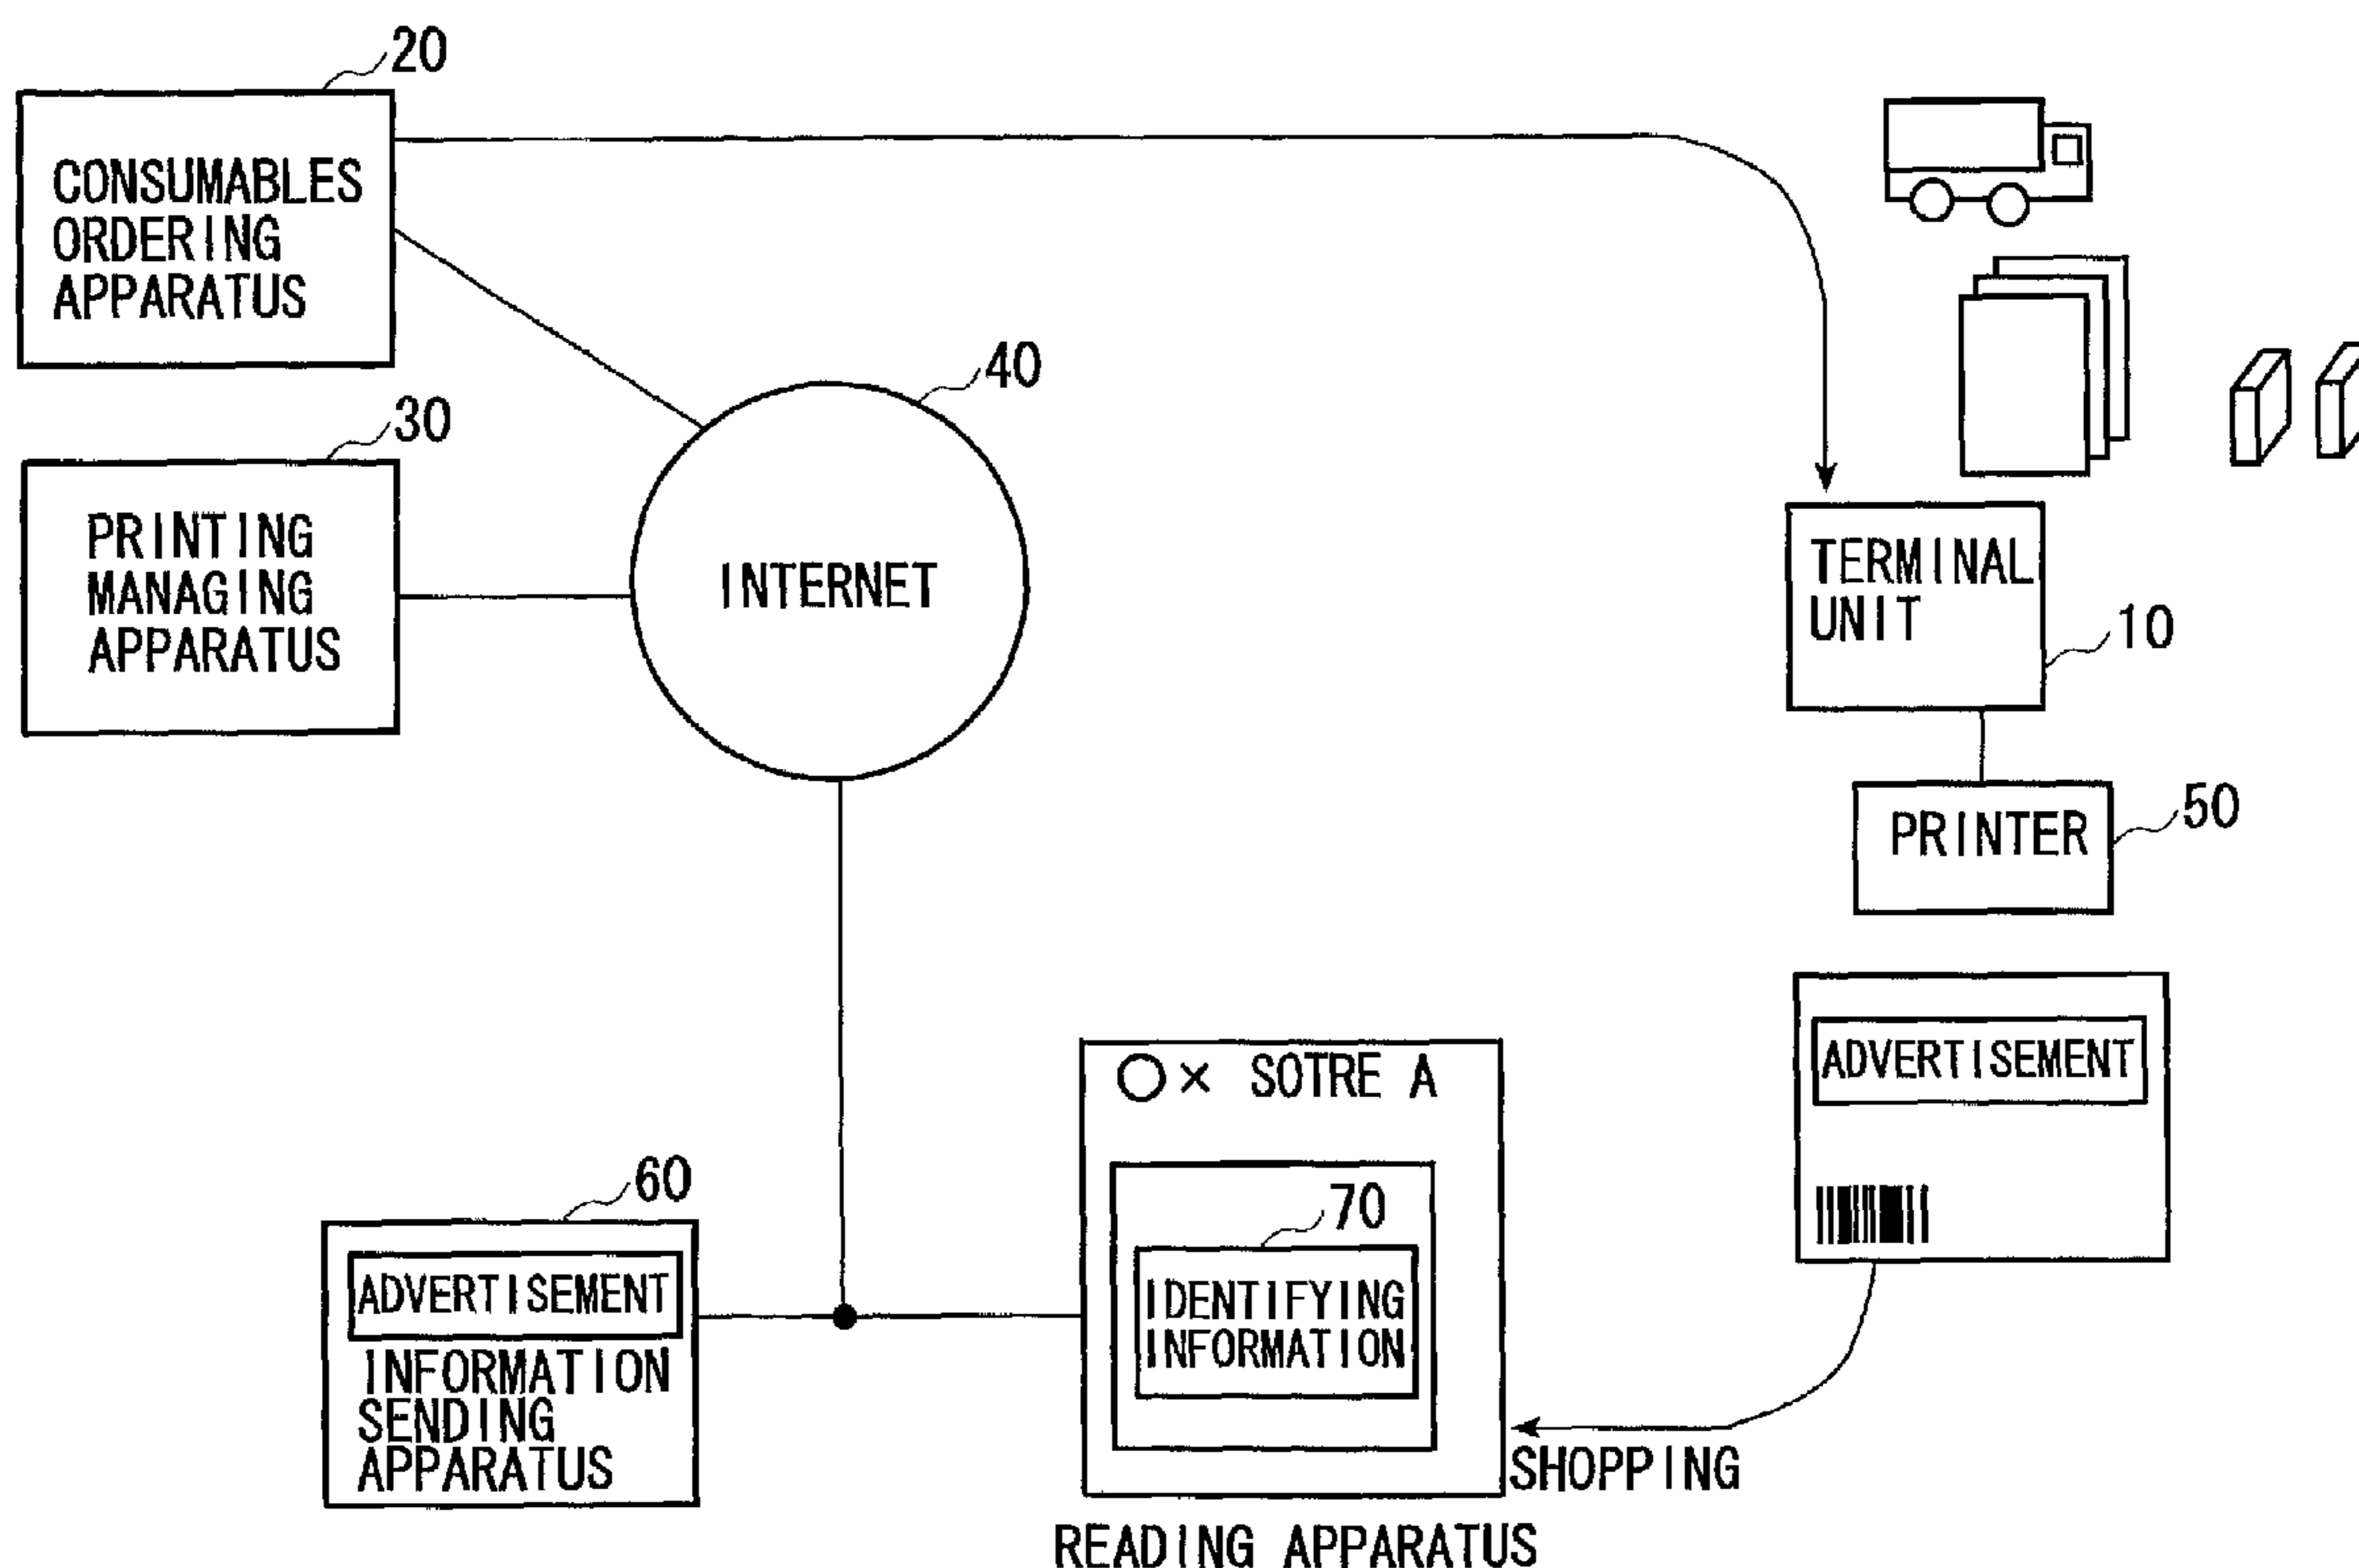 20
CONSUMABLES
ORDERING
APPARATUS
30
PRINTING
MANAGING
APPARATUS
40
INTERNET
TERMINAL
UNIT
10
PRINTER
50
ADVERTISEMENT
60
ADVERTISEMENT
INFORMATION
SENDING
APPARATUS
○× SOTRE A
70
IDENTIFYING
INFORMATION
SHOPPING
READING APPARATUS